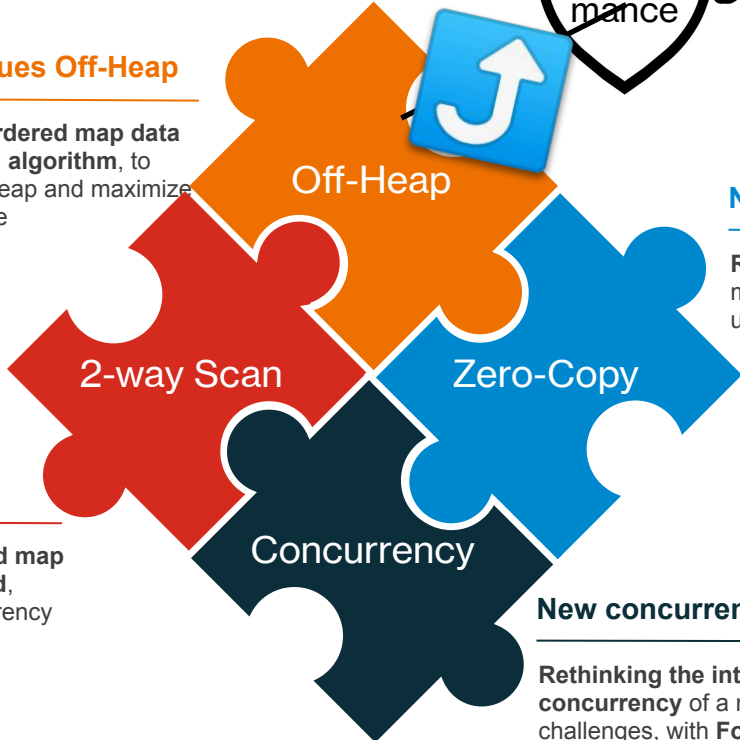 mance
ues Off-Heap
rdered map data
algorithm, to
eap and maximize
e
Off-Heap
N
R
m
u
2-way Scan
Zero-Copy
d map
d,
rency
Concurrency
New concurren
Rethinking the int
concurrency of a
challenges, with Fo